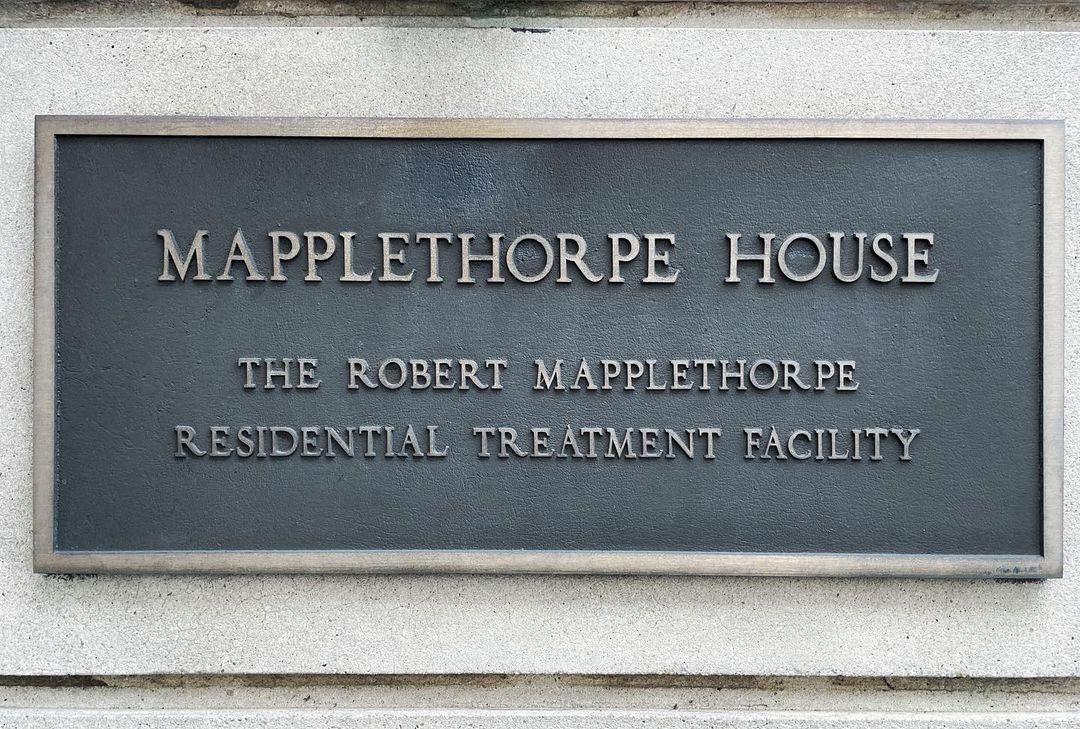 MAPPLETHORPE HOUSE
THE ROBERT MAPPLETHORPE
RESIDENTIAL TREATMENT FACILITY